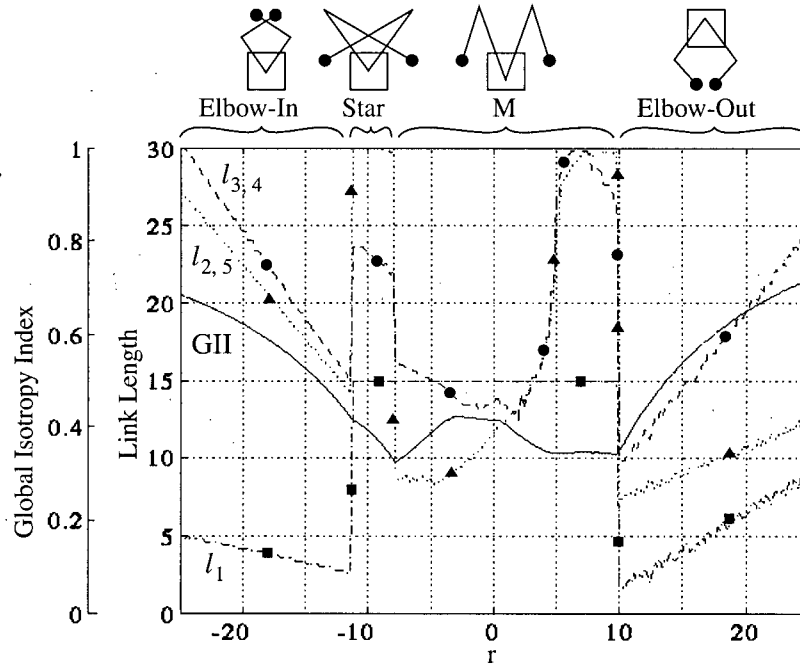 Elbow-In Star M Elbow-Out
1 30
l3, 4
25
0.8
l2, 5
20
0.6
GII
15
0.4
10
0.2
5
l1
0 0
-20 -10 0 10 20
r
Global Isotropy Index
Link Length